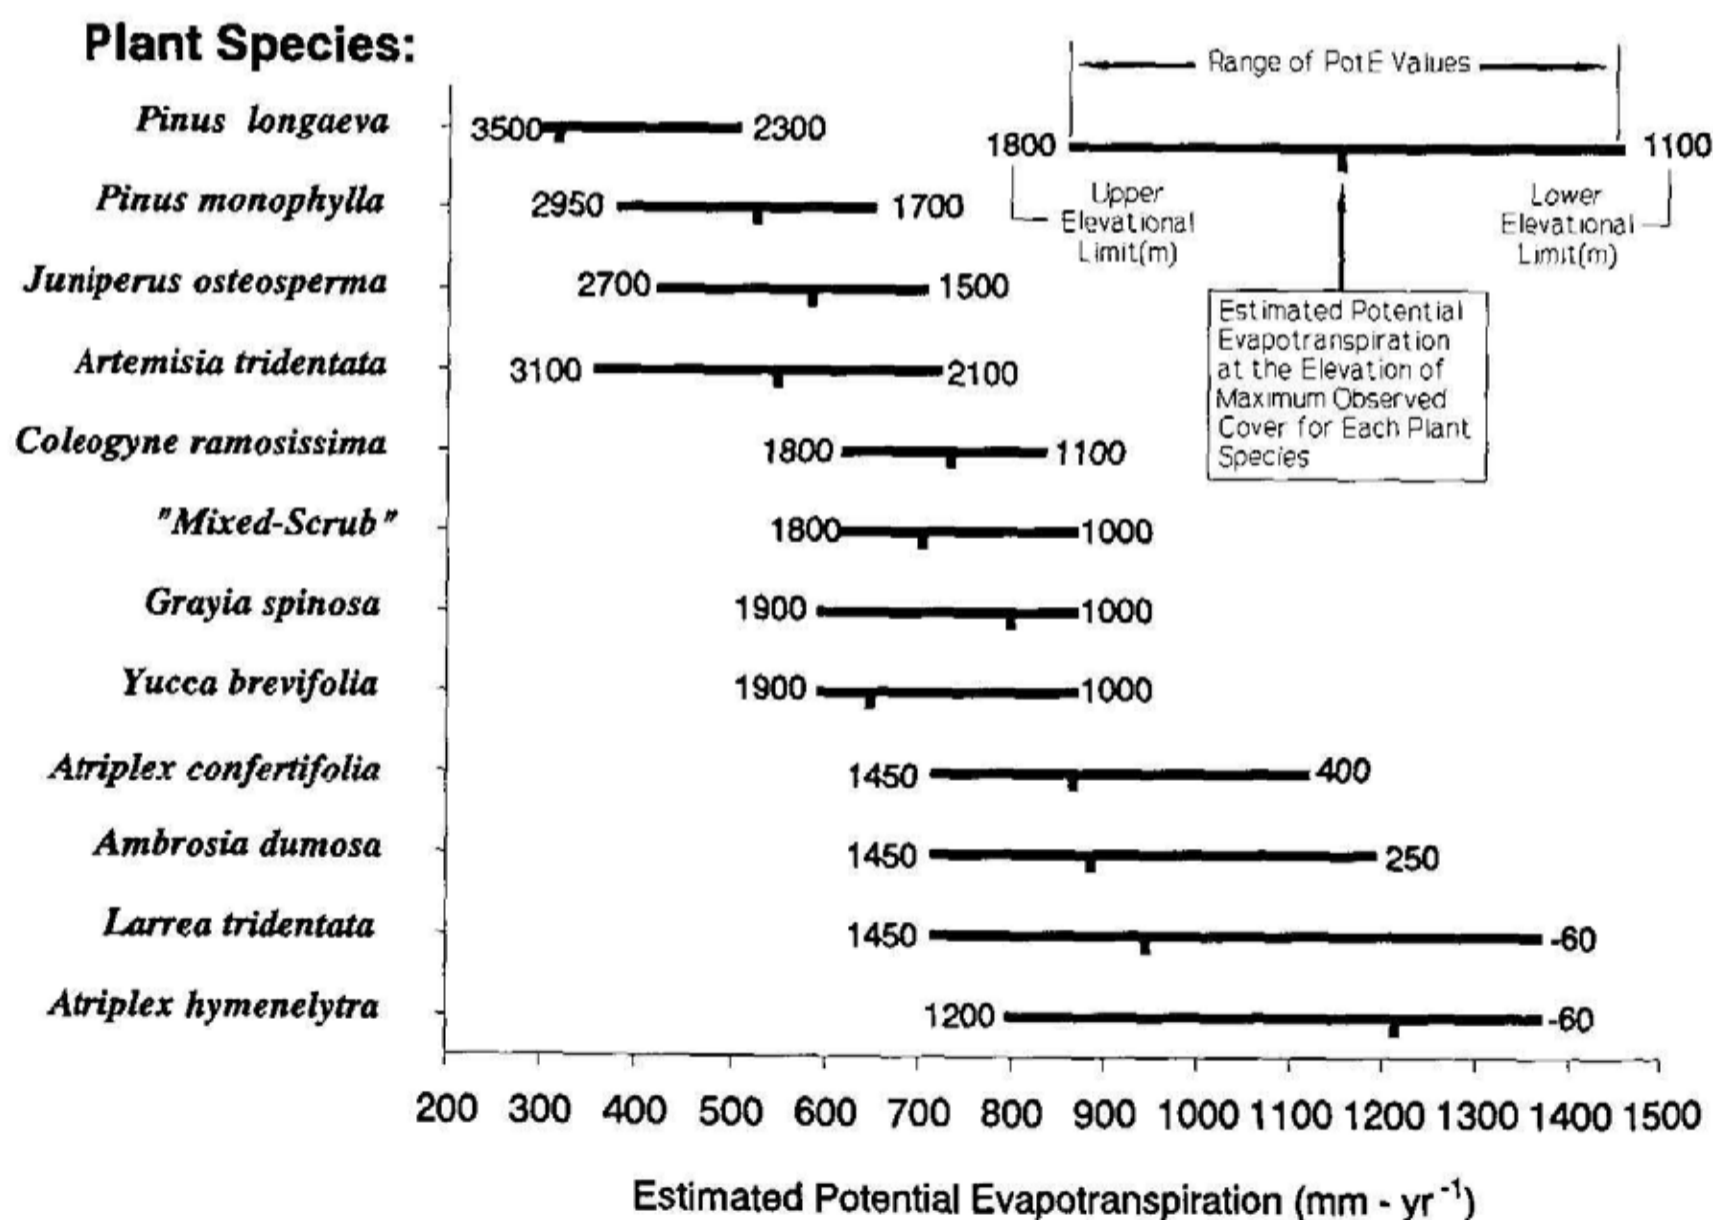 Plant Species:
Range of PotE Values
1800 1100
Upper
Elevational
Limit(m)
Lower
Elevational
Limit(m)
Estimated Potential
Evapotranspiration
at the Elevation of
Maximum Observed
Cover for Each Plant
Species
Pinus longaeva 3500 2300
Pinus monophylla 2950 1700
Juniperus osteosperma 2700 1500
Artemisia tridentata 3100 2100
Coleogyne ramosissima 1800 1100
"Mixed-Scrub" 1800 1000
Grayia spinosa 1900 1000
Yucca brevifolia 1900 1000
Atriplex confertifolia 1450 400
Ambrosia dumosa 1450 250
Larrea tridentata 1450 -60
Atriplex hymenelytra 1200 -60
200 300 400 500 600 700 800 900 1000 1100 1200 1300 1400 1500
Estimated Potential Evapotranspiration (mm - yr⁻¹)